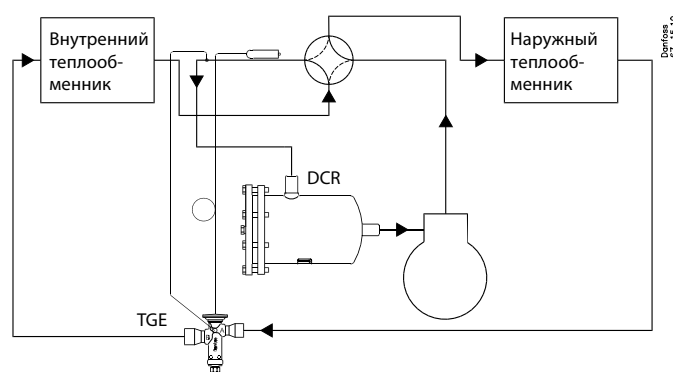 Внутренний
теплооб-
менник
Наружный
теплооб-
менник
Danfoss
DCR
TGE
A
B